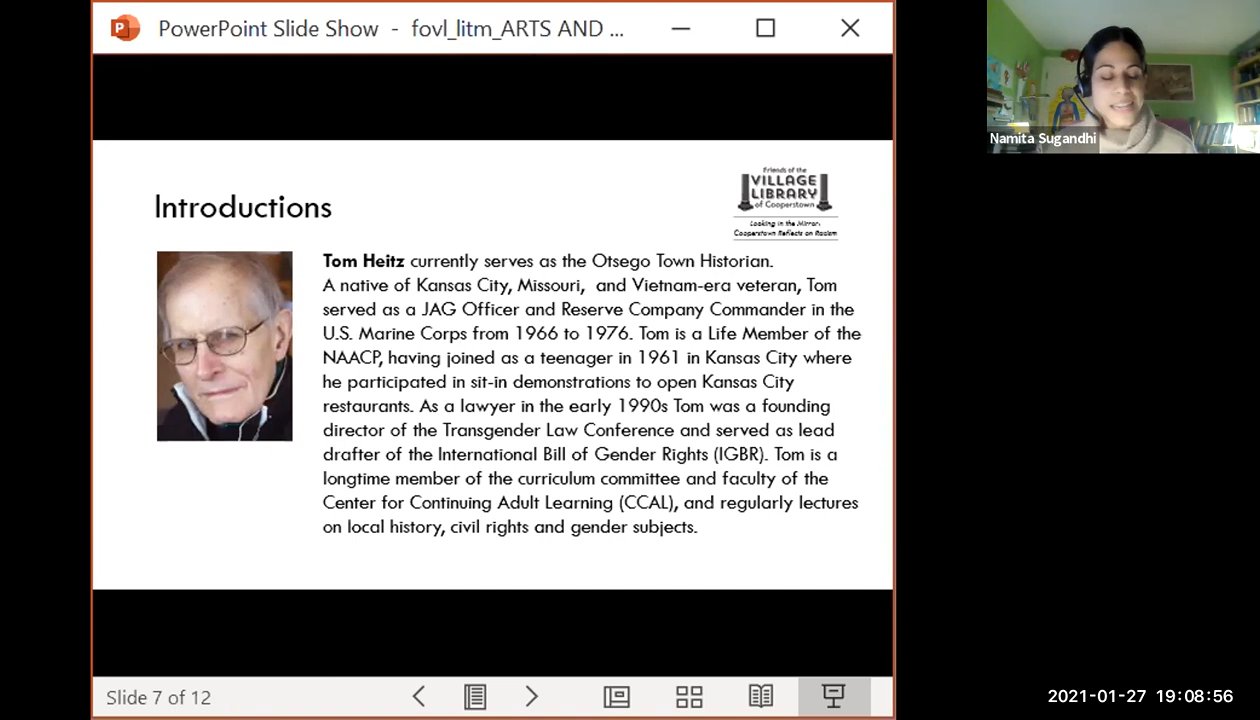 PowerPoint Slide Show - fovl_litm_ARTS AND ...
Namita Sugandhi
Friends of the
VILLAGE
LIBRARY
of Cooperstown
Looking in the Mirror:
Cooperstown Reflects on Racism
Introductions
Tom Heitz currently serves as the Otsego Town Historian.
A native of Kansas City, Missouri, and Vietnam-era veteran, Tom
served as a JAG Officer and Reserve Company Commander in the
U.S. Marine Corps from 1966 to 1976. Tom is a Life Member of the
NAACP, having joined as a teenager in 1961 in Kansas City where
he participated in sit-in demonstrations to open Kansas City
restaurants. As a lawyer in the early 1990s Tom was a founding
director of the Transgender Law Conference and served as lead
drafter of the International Bill of Gender Rights (IGBR). Tom is a
longtime member of the curriculum committee and faculty of the
Center for Continuing Adult Learning (CCAL), and regularly lectures
on local history, civil rights and gender subjects.
Slide 7 of 12
2021-01-27 19:08:56